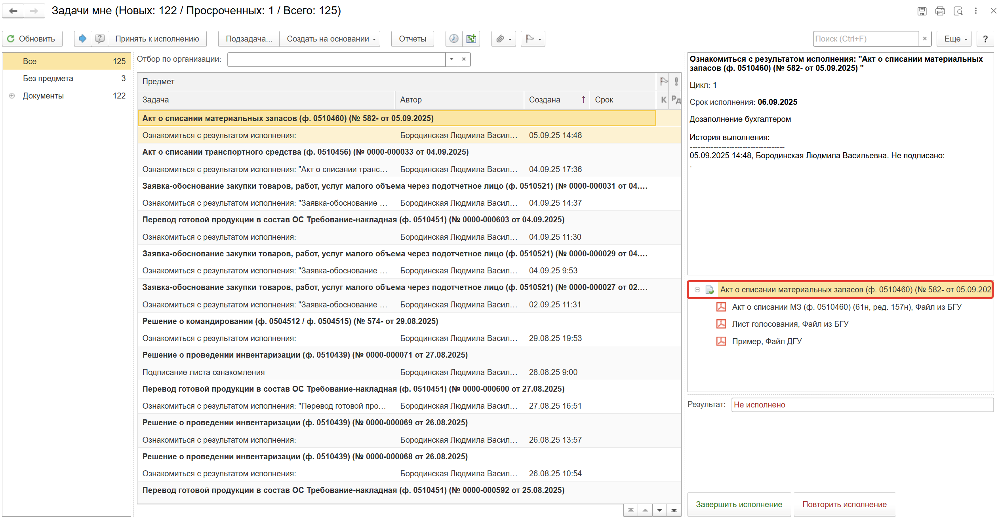 Задачи мне (Новых: 122 / Просроченных: 1 / Всего: 125)
Обновить
Принять к исполнению
Подзадача...
Создать на основании
Отчеты
Поиск (Ctrl+F)
×
Еще
?
Все 125
Без предмета 3
Документы 122
Отбор по организации:
×
Предмет
Задача Автор Создана ↑ Срок К Рд
Акт о списании материальных запасов (ф. 0510460) (№ 582- от 05.09.2025)
Ознакомиться с результатом исполнения: Бородинская Людмила Васил... 05.09.25 14:48
Акт о списании транспортного средства (ф. 0510456) (№ 0000-000033 от 04.09.2025)
Ознакомиться с результатом исполнения: "Акт о списании транс... Бородинская Людмила Васил... 04.09.25 17:36
Заявка-обоснование закупки товаров, работ, услуг малого объема через подотчетное лицо (ф. 0510521) (№ 0000-000031 от 04....
Ознакомиться с результатом исполнения: "Заявка-обоснование ... Бородинская Людмила Васил... 04.09.25 14:37
Перевод готовой продукции в состав ОС Требование-накладная (ф. 0510451) (№ 0000-000603 от 04.09.2025)
Ознакомиться с результатом исполнения: Бородинская Людмила Васил... 04.09.25 11:30
Заявка-обоснование закупки товаров, работ, услуг малого объема через подотчетное лицо (ф. 0510521) (№ 0000-000029 от 04....
Ознакомиться с результатом исполнения: "Заявка-обоснование ... Бородинская Людмила Васил... 04.09.25 9:53
Заявка-обоснование закупки товаров, работ, услуг малого объема через подотчетное лицо (ф. 0510521) (№ 0000-000027 от 02....
Ознакомиться с результатом исполнения: "Заявка-обоснование ... Бородинская Людмила Васил... 02.09.25 11:31
Решение о командировании (ф. 0504512 / ф. 0504515) (№ 574- от 29.08.2025)
Ознакомиться с результатом исполнения: Бородинская Людмила Васил... 29.08.25 19:53
Решение о проведении инвентаризации (ф. 0510439) (№ 0000-000071 от 27.08.2025)
Подписание листа ознакомления Бородинская Людмила Васил... 28.08.25 9:00
Перевод готовой продукции в состав ОС Требование-накладная (ф. 0510451) (№ 0000-000600 от 27.08.2025)
Ознакомиться с результатом исполнения: "Перевод готовой про... Бородинская Людмила Васил... 27.08.25 16:51
Решение о проведении инвентаризации (ф. 0510439) (№ 0000-000069 от 26.08.2025)
Ознакомиться с результатом исполнения: Бородинская Людмила Васил... 26.08.25 13:57
Решение о проведении инвентаризации (ф. 0510439) (№ 0000-000068 от 26.08.2025)
Ознакомиться с результатом исполнения: Бородинская Людмила Васил... 26.08.25 10:54
Перевод готовой продукции в состав ОС Требование-накладная (ф. 0510451) (№ 0000-000592 от 25.08.2025)
Ознакомиться с результатом исполнения: "Акт о списании материальных
запасов (ф. 0510460) (№ 582- от 05.09.2025) "
Цикл: 1
Срок исполнения: 06.09.2025
Дозаполнение бухгалтером
История выполнения:
------------------------------------
05.09.2025 14:48, Бородинская Людмила Васильевна. Не подписано:
.
Акт о списании материальных запасов (ф. 0510460) (№ 582- от 05.09.202
Акт о списании МЗ (ф. 0510460) (61н, ред. 157н), Файл из БГУ
Лист голосования, Файл из БГУ
Пример, Файл ДГУ
Результат: Не исполнено
Завершить исполнение
Повторить исполнение